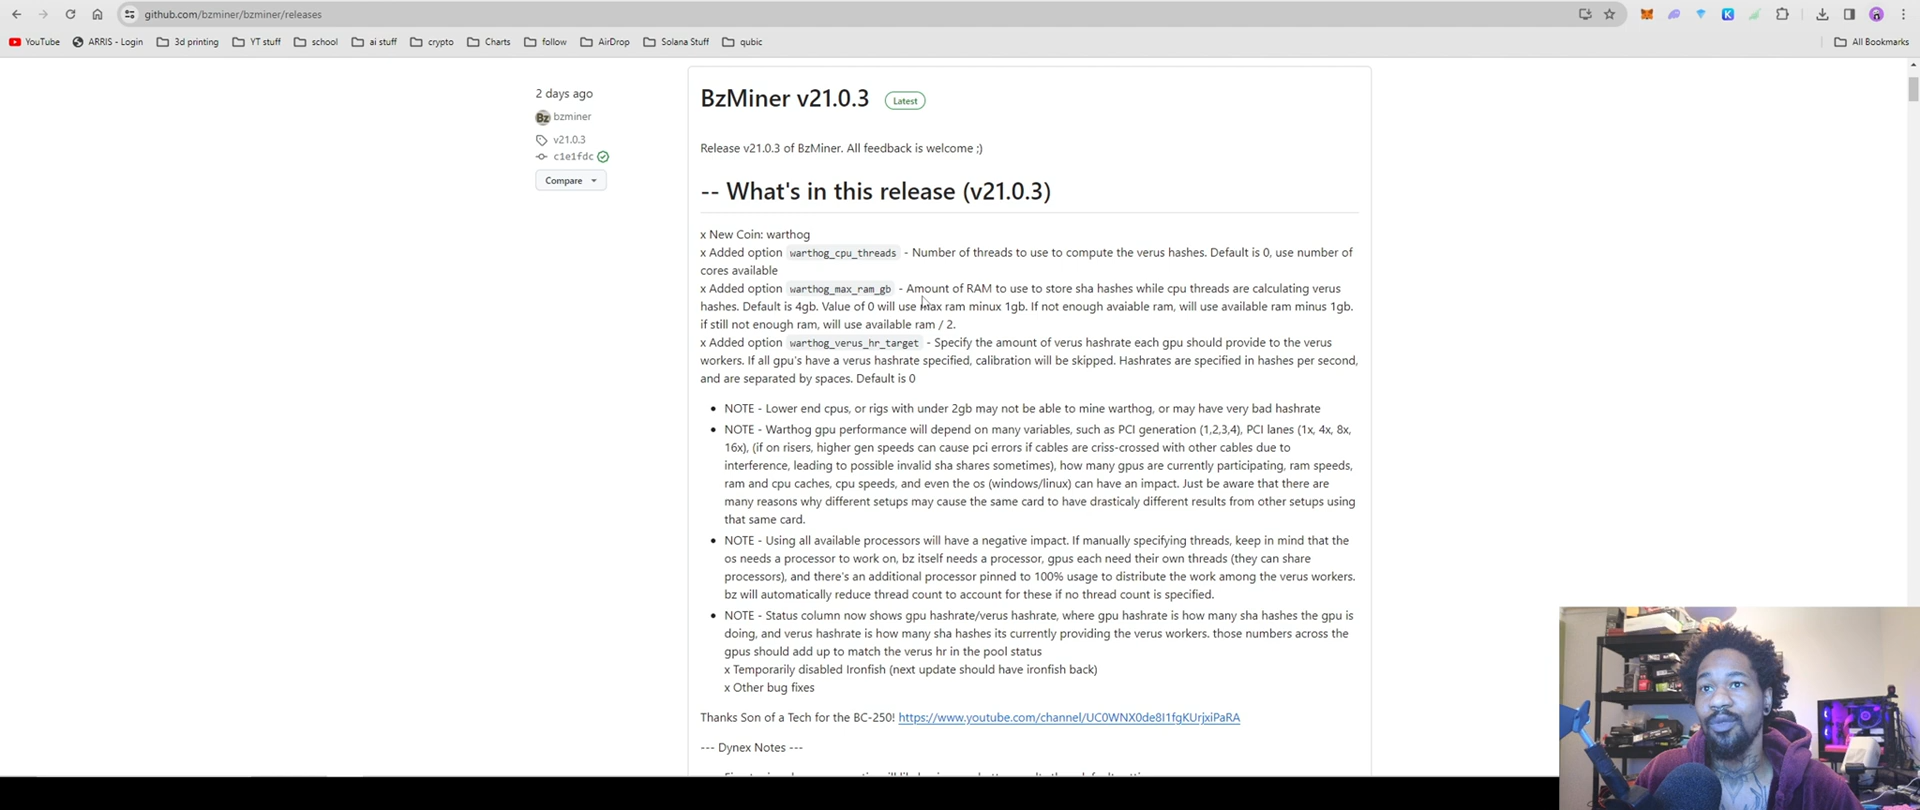 github.com/bzminer/bzminer/releases
YouTube ARRIS - Login 3d printing YT stuff school ai stuff crypto Charts follow AirDrop Solana Stuff qubic All Bookmarks
2 days ago
Bz bzminer
v21.0.3
c1e1fdc
Compare
BzMiner v21.0.3 Latest
Release v21.0.3 of BzMiner. All feedback is welcome ;)
-- What's in this release (v21.0.3)
x New Coin: warthog
x Added option warthog_cpu_threads - Number of threads to use to compute the verus hashes. Default is 0, use number of
cores available
x Added option warthog_max_ram_gb - Amount of RAM to use to store sha hashes while cpu threads are calculating verus
hashes. Default is 4gb. Value of 0 will use max ram minux 1gb. If not enough avaiable ram, will use available ram minus 1gb.
if still not enough ram, will use available ram / 2.
x Added option warthog_verus_hr_target - Specify the amount of verus hashrate each gpu should provide to the verus
workers. If all gpu's have a verus hashrate specified, calibration will be skipped. Hashrates are specified in hashes per second,
and are separated by spaces. Default is 0
• NOTE - Lower end cpus, or rigs with under 2gb may not be able to mine warthog, or may have very bad hashrate
• NOTE - Warthog gpu performance will depend on many variables, such as PCI generation (1,2,3,4), PCI lanes (1x, 4x, 8x,
16x), (if on risers, higher gen speeds can cause pci errors if cables are criss-crossed with other cables due to
interference, leading to possible invalid sha shares sometimes), how many gpus are currently participating, ram speeds,
ram and cpu caches, cpu speeds, and even the os (windows/linux) can have an impact. Just be aware that there are
many reasons why different setups may cause the same card to have drasticaly different results from other setups using
that same card.
• NOTE - Using all available processors will have a negative impact. If manually specifying threads, keep in mind that the
os needs a processor to work on, bz itself needs a processor, gpus each need their own threads (they can share
processors), and there's an additional processor pinned to 100% usage to distribute the work among the verus workers.
bz will automatically reduce thread count to account for these if no thread count is specified.
• NOTE - Status column now shows gpu hashrate/verus hashrate, where gpu hashrate is how many sha hashes the gpu is
doing, and verus hashrate is how many sha hashes its currently providing the verus workers. those numbers across the
gpus should add up to match the verus hr in the pool status
x Temporarily disabled Ironfish (next update should have ironfish back)
x Other bug fixes
Thanks Son of a Tech for the BC-250! https://www.youtube.com/channel/UC0WNX0de8I1fgKUrjxiPaRA
--- Dynex Notes ---